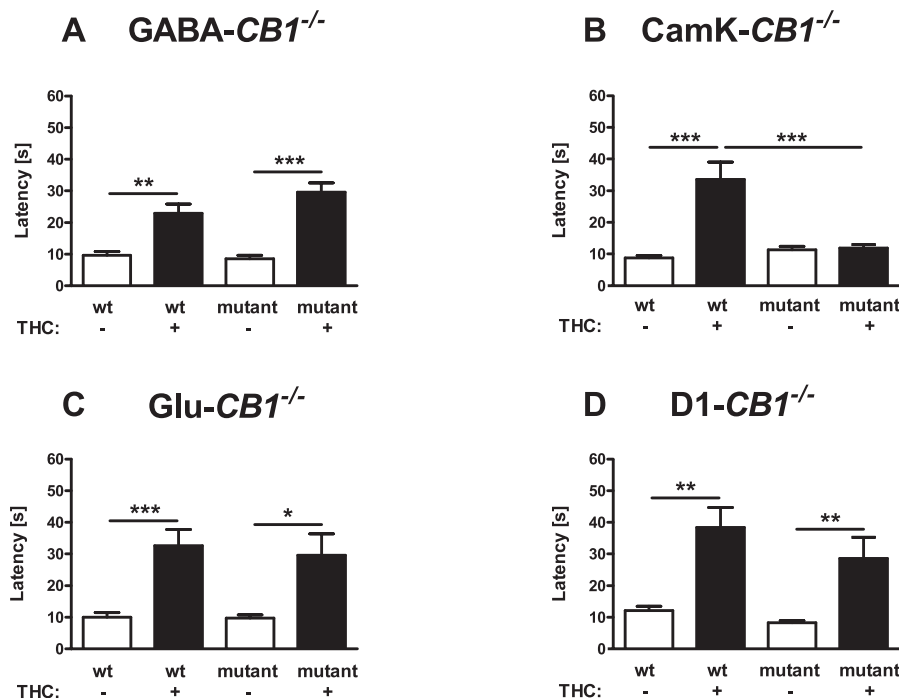 A GABA-CB1-/-
60
50
40
30
20
10
0
Latency [s]
**
***
wt wt mutant mutant
THC: - + - +
B CamK-CB1-/-
60
50
40
30
20
10
0
Latency [s]
***
***
wt wt mutant mutant
THC: - + - +
C Glu-CB1-/-
60
50
40
30
20
10
0
Latency [s]
***
*
wt wt mutant mutant
THC: - + - +
D D1-CB1-/-
60
50
40
30
20
10
0
Latency [s]
**
**
wt wt mutant mutant
THC: - + - +